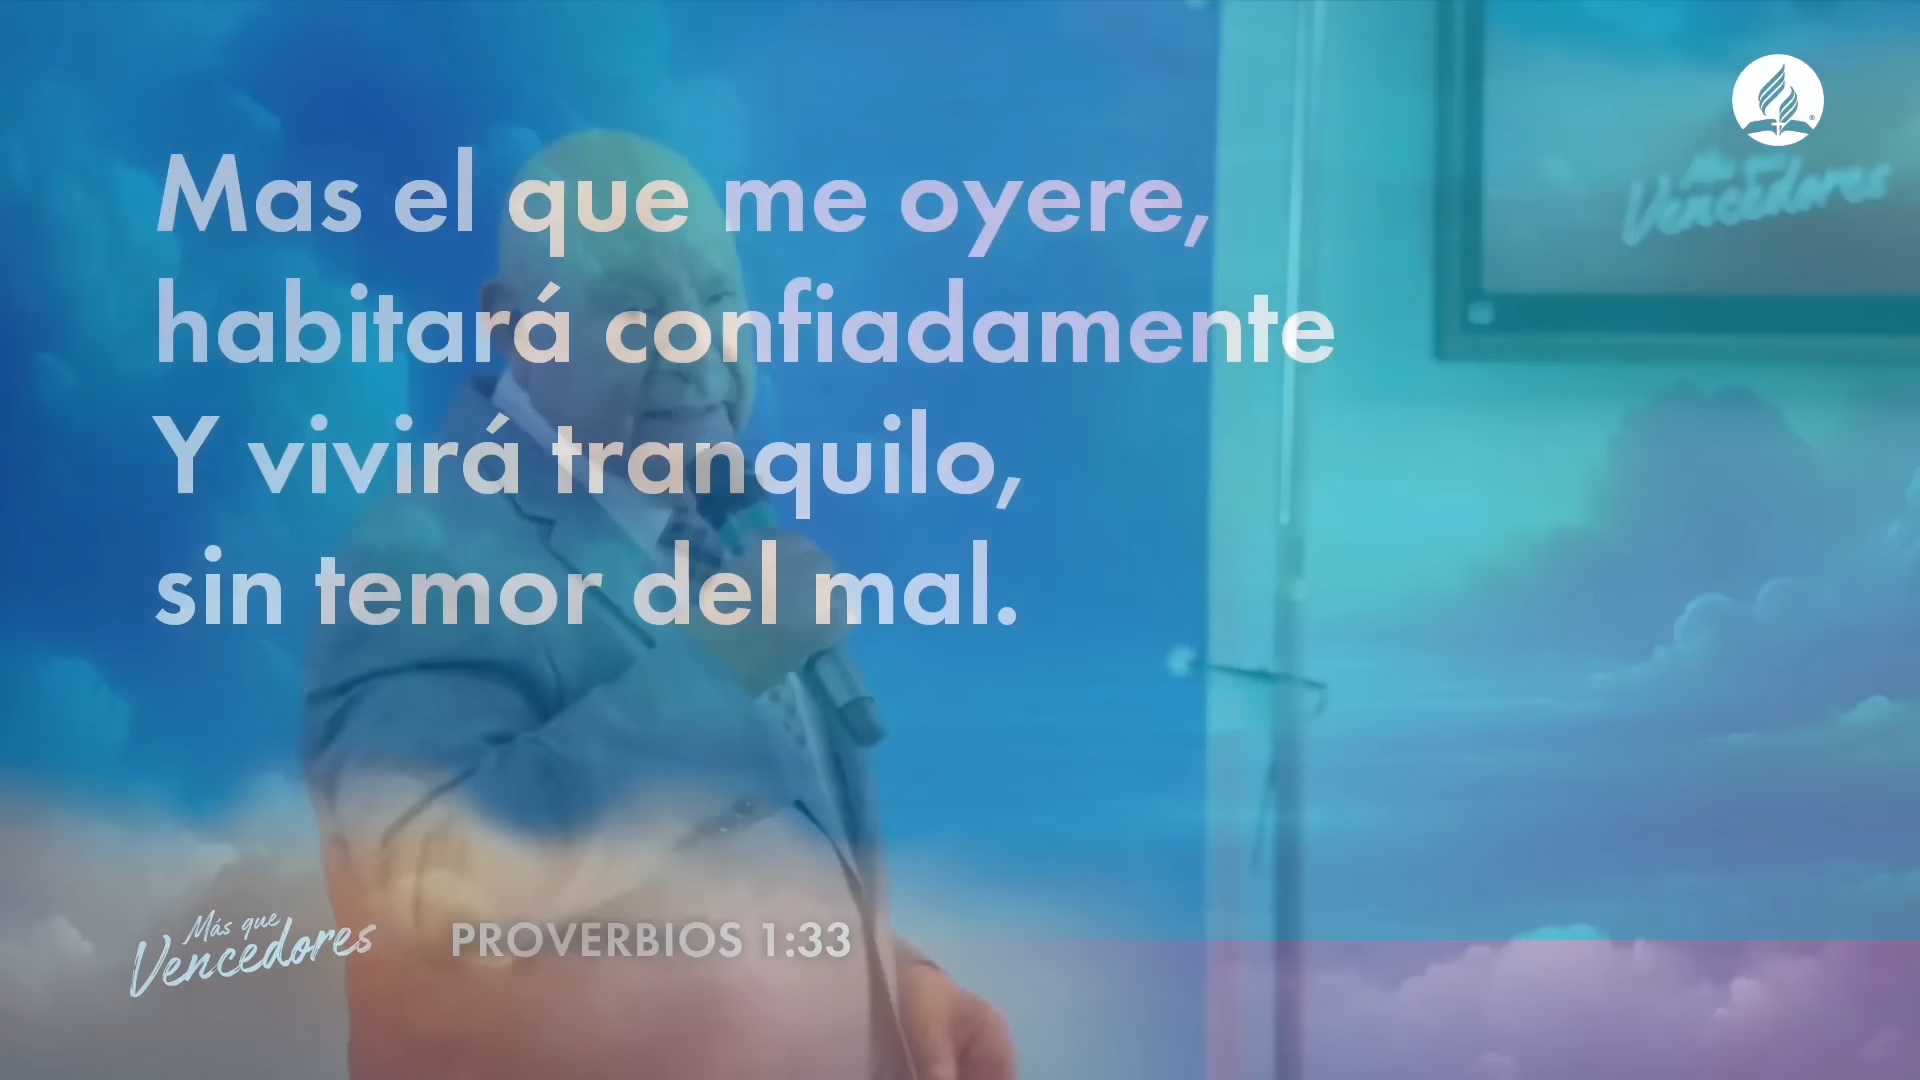 Mas el que me oyere,
habitará confiadamente
Y vivirá tranquilo,
sin temor del mal.
Más que
Vencedores
PROVERBIOS 1:33
Más que
Vencedores